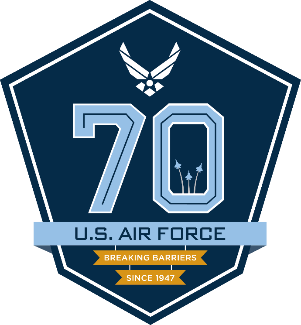 70
U.S. AIR FORCE
BREAKING BARRIERS
SINCE 1947